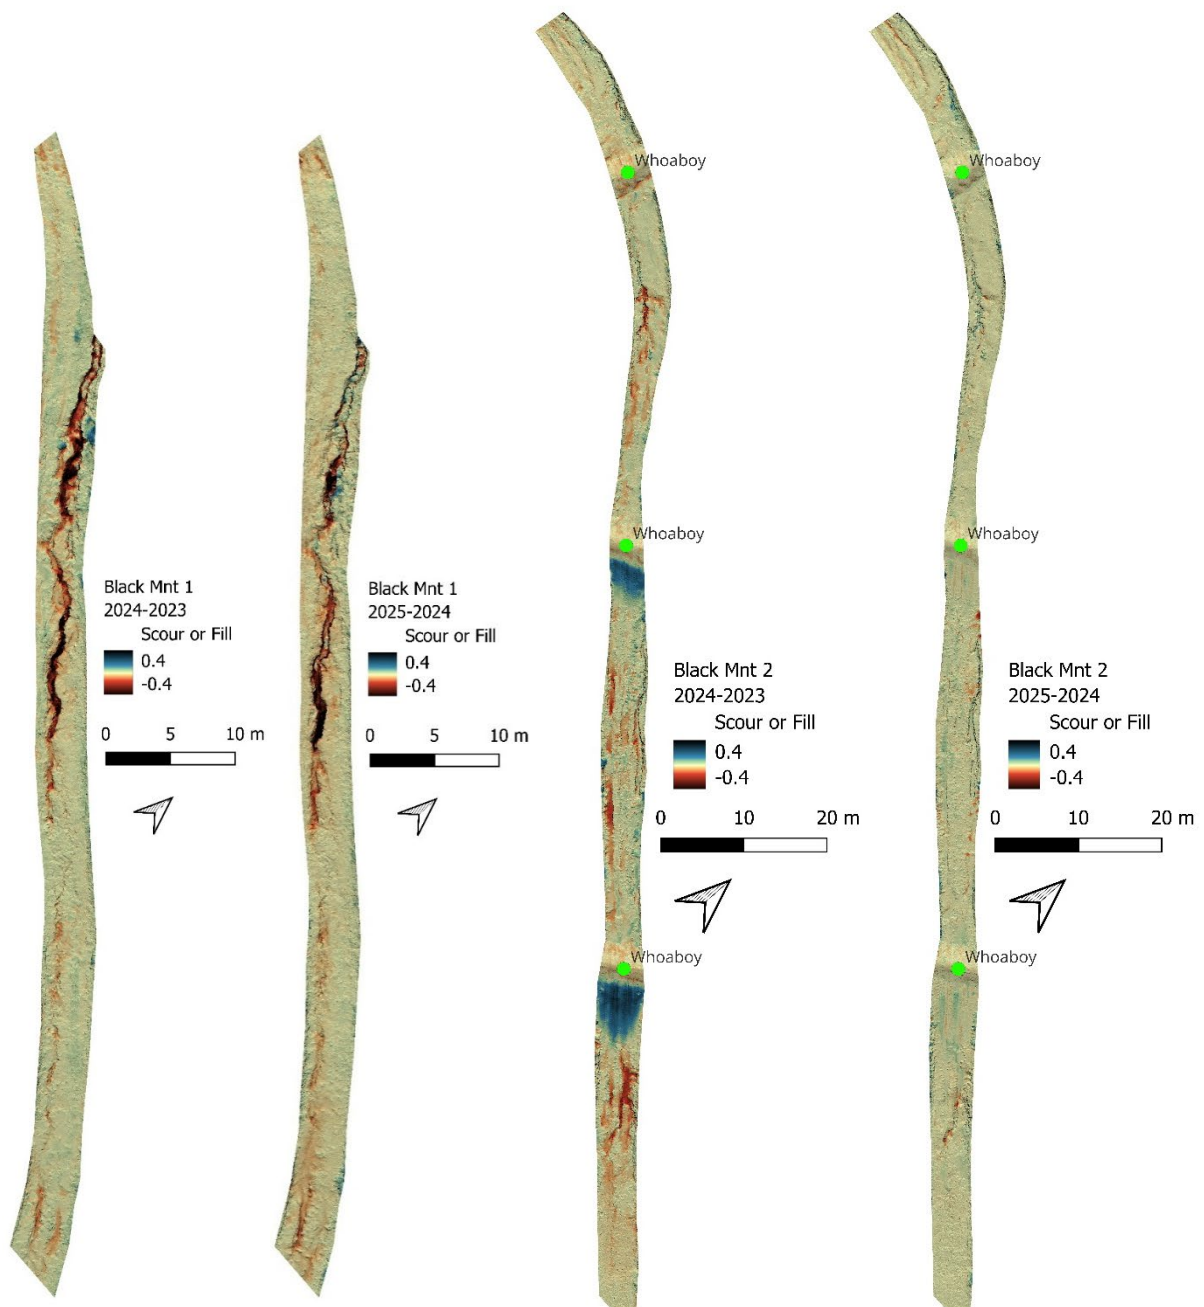 Whoaboy
Whoaboy
Whoaboy
Whoaboy
Black Mnt 1
2024-2023
Scour or Fill
0.4
-0.4
0 5 10 m
Black Mnt 1
2025-2024
Scour or Fill
0.4
-0.4
0 5 10 m
Black Mnt 2
2024-2023
Scour or Fill
0.4
-0.4
0 10 20 m
Black Mnt 2
2025-2024
Scour or Fill
0.4
-0.4
0 10 20 m
Whoaboy
Whoaboy